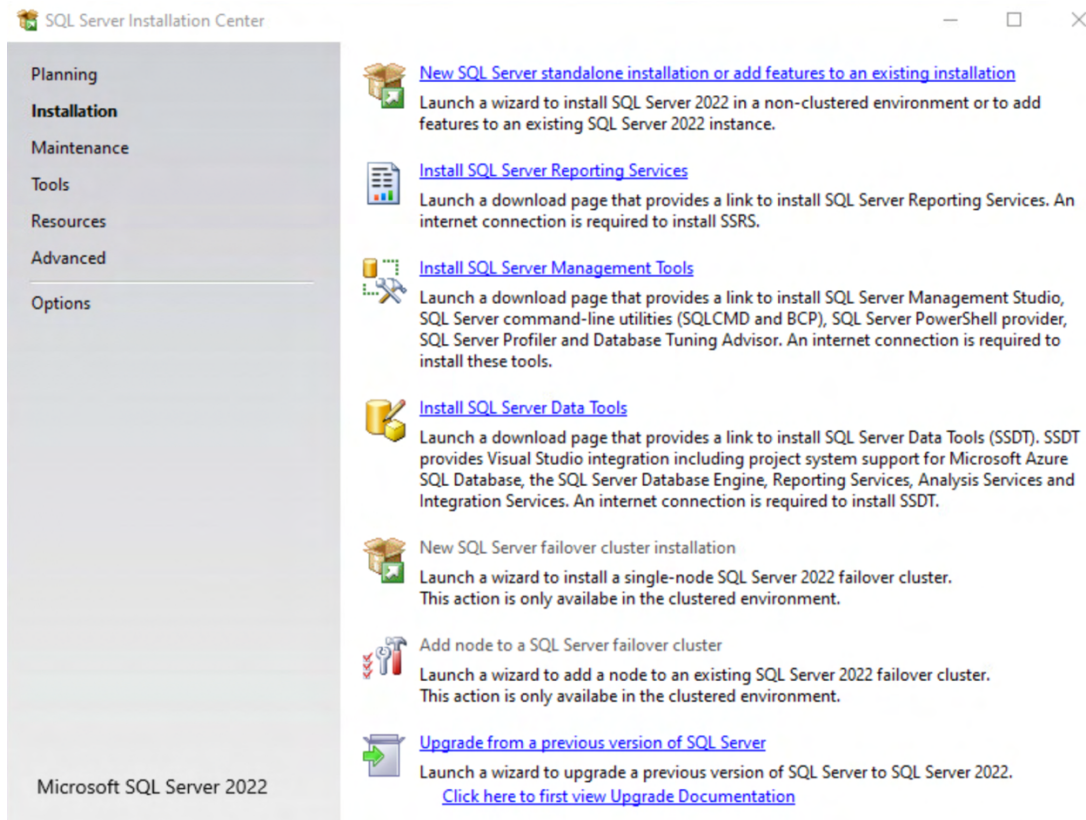 SQL Server Installation Center
Planning
Installation
Maintenance
Tools
Resources
Advanced
Options
Microsoft SQL Server 2022
New SQL Server standalone installation or add features to an existing installation
Launch a wizard to install SQL Server 2022 in a non-clustered environment or to add
features to an existing SQL Server 2022 instance.
Install SQL Server Reporting Services
Launch a download page that provides a link to install SQL Server Reporting Services. An
internet connection is required to install SSRS.
Install SQL Server Management Tools
Launch a download page that provides a link to install SQL Server Management Studio,
SQL Server command-line utilities (SQLCMD and BCP), SQL Server PowerShell provider,
SQL Server Profiler and Database Tuning Advisor. An internet connection is required to
install these tools.
Install SQL Server Data Tools
Launch a download page that provides a link to install SQL Server Data Tools (SSDT). SSDT
provides Visual Studio integration including project system support for Microsoft Azure
SQL Database, the SQL Server Database Engine, Reporting Services, Analysis Services and
Integration Services. An internet connection is required to install SSDT.
New SQL Server failover cluster installation
Launch a wizard to install a single-node SQL Server 2022 failover cluster.
This action is only availabe in the clustered environment.
Add node to a SQL Server failover cluster
Launch a wizard to add a node to an existing SQL Server 2022 failover cluster.
This action is only availabe in the clustered environment.
Upgrade from a previous version of SQL Server
Launch a wizard to upgrade a previous version of SQL Server to SQL Server 2022.
Click here to first view Upgrade Documentation